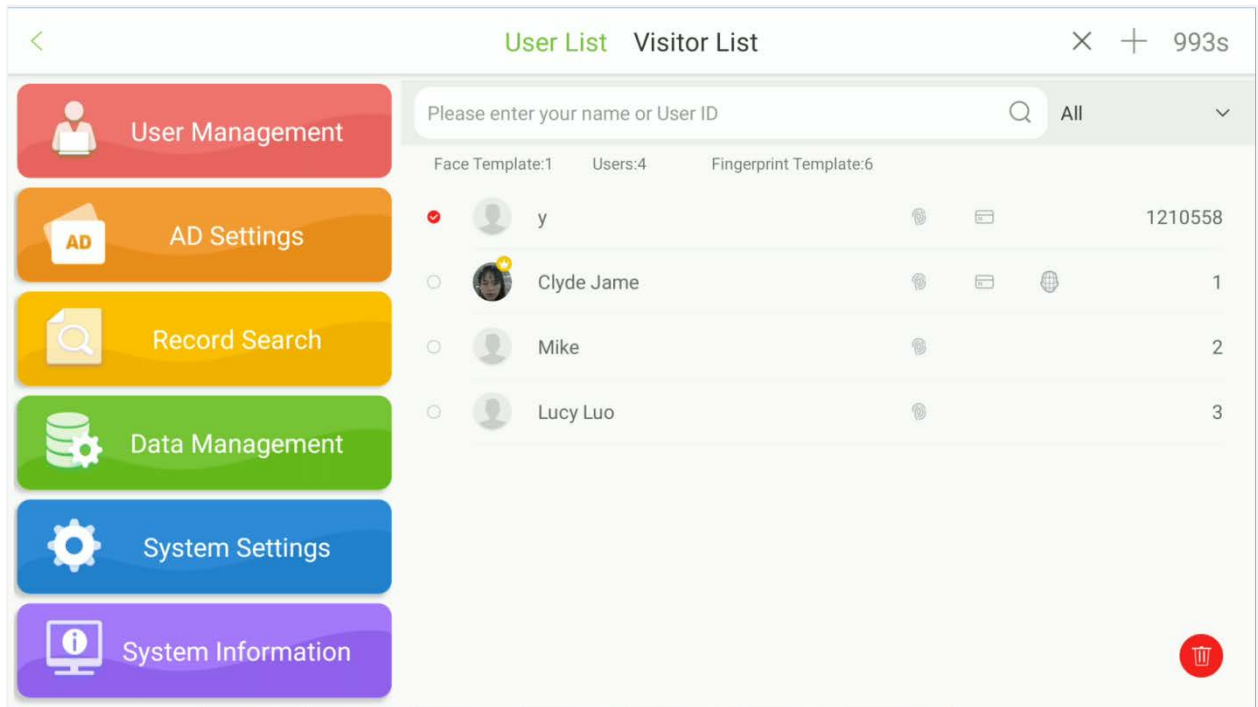 User List Visitor List 993s
User Management
AD AD Settings
Record Search
Data Management
System Settings
System Information
Please enter your name or User ID All
Face Template:1 Users:4 Fingerprint Template:6
y 1210558
Clyde Jame 1
Mike 2
Lucy Luo 3